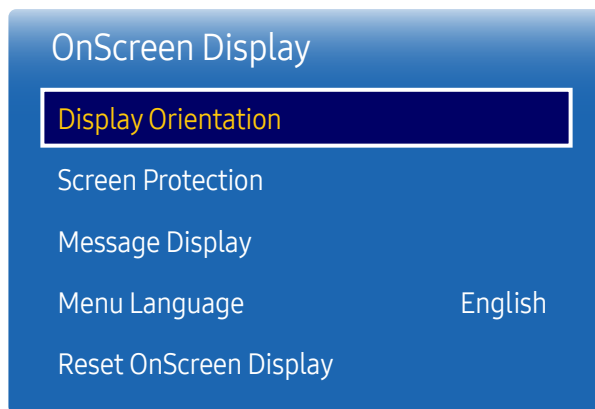 OnScreen Display
Display Orientation
Screen Protection
Message Display
Menu Language English
Reset OnScreen Display